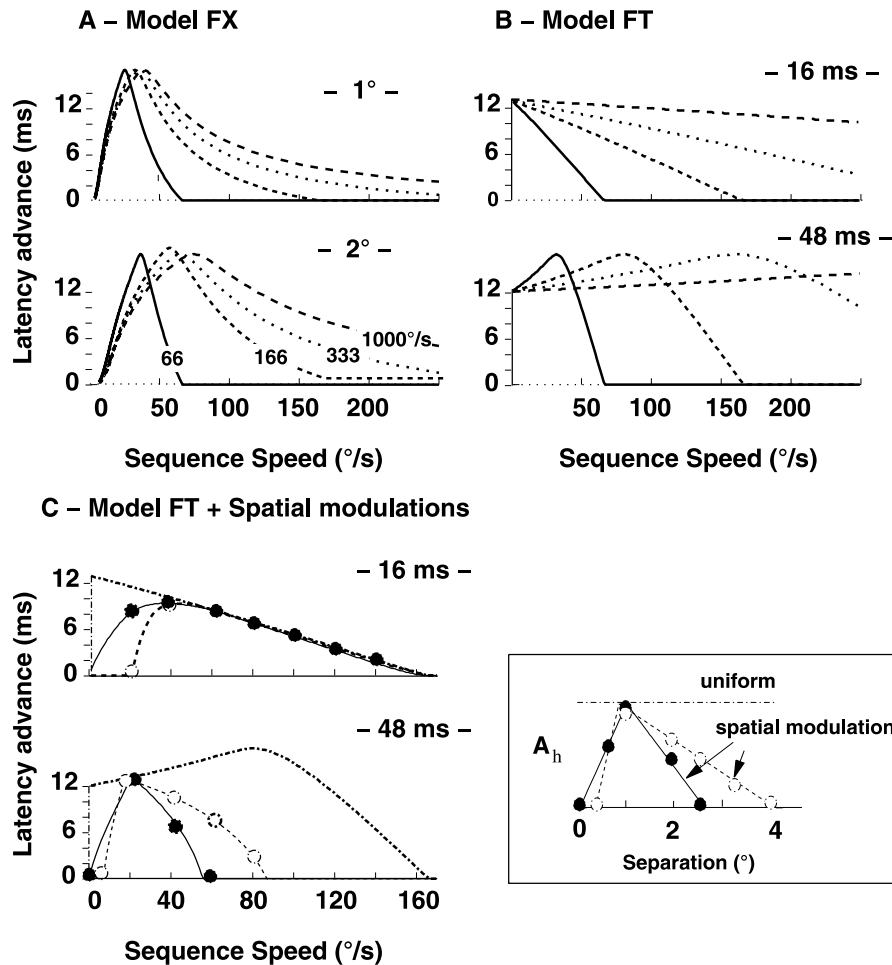 A – Model FX
B – Model FT
Latency advance (ms)
12
6
0
– 1° –
12
6
0
– 2° –
66
166
333
1000°/s.
0 50 100 150 200
Sequence Speed (°/s)
12
6
0
– 16 ms –
12
6
0
– 48 ms –
50 100 150 200
Sequence Speed (°/s)
C – Model FT + Spatial modulations
Latency advance (ms)
12
6
0
– 16 ms –
12
6
0
– 48 ms –
0 40 80 120 160
Sequence Speed (°/s)
uniform
spatial modulation
Ah
0 2 4
Separation (°)